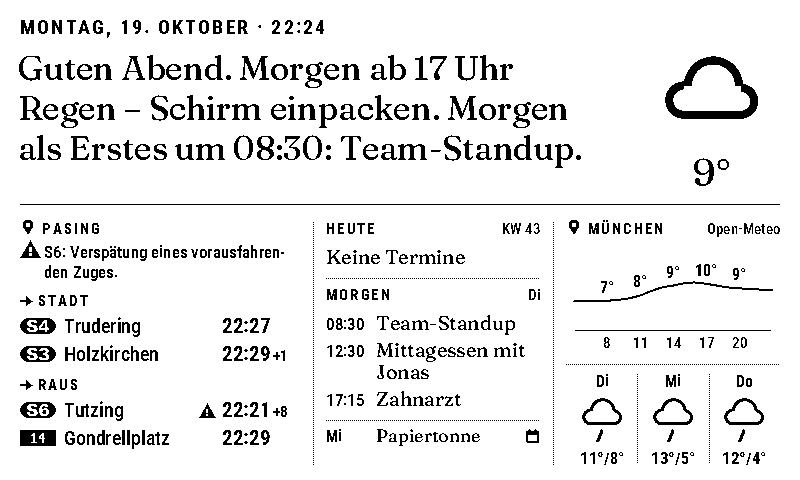 MONTAG, 19. OKTOBER · 22:24
Guten Abend. Morgen ab 17 Uhr
Regen – Schirm einpacken. Morgen
als Erstes um 08:30: Team-Standup.
9°
PASING
S6: Verspätung eines vorausfahren-
den Zuges.
→ STADT
S4 Trudering 22:27
S3 Holzkirchen 22:29 +1
→ RAUS
S6 Tutzing 22:21 +8
14 Gondrellplatz 22:29
HEUTE KW 43
Keine Termine
MORGEN Di
08:30 Team-Standup
12:30 Mittagessen mit
Jonas
17:15 Zahnarzt
Mi Papiertonne
MÜNCHEN Open-Meteo
7° 8° 9° 10° 9°
8 11 14 17 20
Di Mi Do
11°/8° 13°/5° 12°/4°